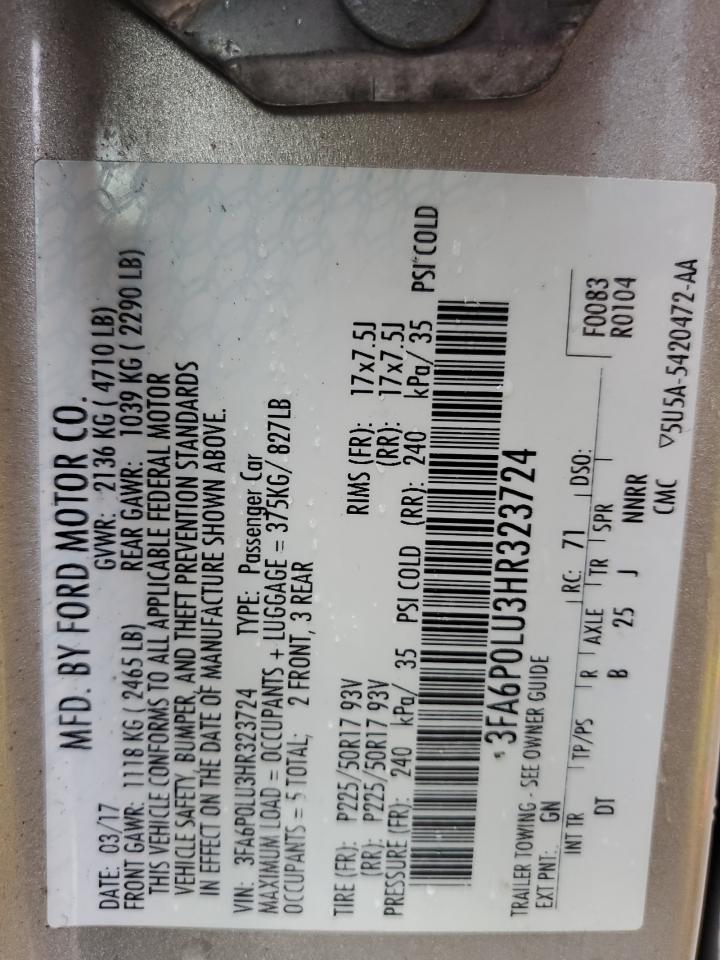 MFD. BY FORD MOTOR CO.
DATE: 03/17 GVWR: 2136 KG ( 4710 LB)
FRONT GAWR: 1118 KG ( 2465 LB) REAR GAWR: 1039 KG ( 2290 LB)
THIS VEHICLE CONFORMS TO ALL APPLICABLE FEDERAL MOTOR
VEHICLE SAFETY, BUMPER, AND THEFT PREVENTION STANDARDS
IN EFFECT ON THE DATE OF MANUFACTURE SHOWN ABOVE.
VIN: 3FA6P0LU3HR323724 TYPE: Passenger Car
MAXIMUM LOAD = OCCUPANTS + LUGGAGE = 375KG/ 827LB
OCCUPANTS = 5 TOTAL; 2 FRONT, 3 REAR
TIRE (FR): P225/50R17 93V RIMS (FR): 17x7.5J
(RR): P225/50R17 93V (RR): 17x7.5J
PRESSURE (FR): 240 kPa/ 35 PSI COLD (RR): 240 kPa/ 35 PSI COLD
3FA6P0LU3HR323724
TRAILER TOWING - SEE OWNER GUIDE
EXT PNT: GN RC: 71 DSO: F0083
R0104
INT TR TP/PS R AXLE TR SPR
DT B 25 J NNRR
CMC ▽5U5A-5420472-AA